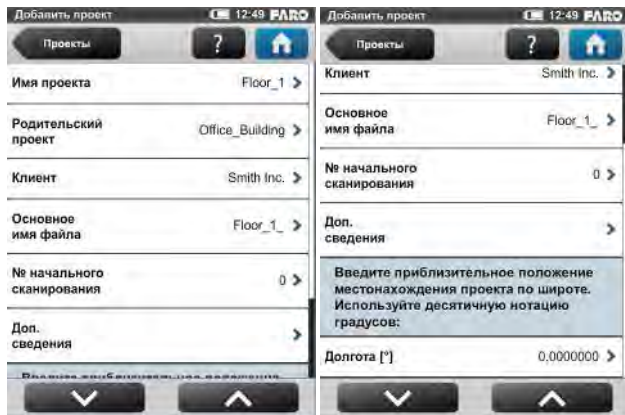 Добавить проект 12:49 FARO
Проекты ?
Имя проекта Floor_1
Родительский
проект Office_Building
Клиент Smith Inc.
Основное
имя файла Floor_1_
№ начального
сканирования 0
Доп.
сведения
Введите приблизительное положение
Добавить проект 12:49 FARO
Проекты ?
Клиент Smith Inc.
Основное
имя файла Floor_1_
№ начального
сканирования 0
Доп.
сведения
Введите приблизительное положение
местонахождения проекта по широте.
Используйте десятичную нотацию
градусов:
Долгота [°] 0,0000000